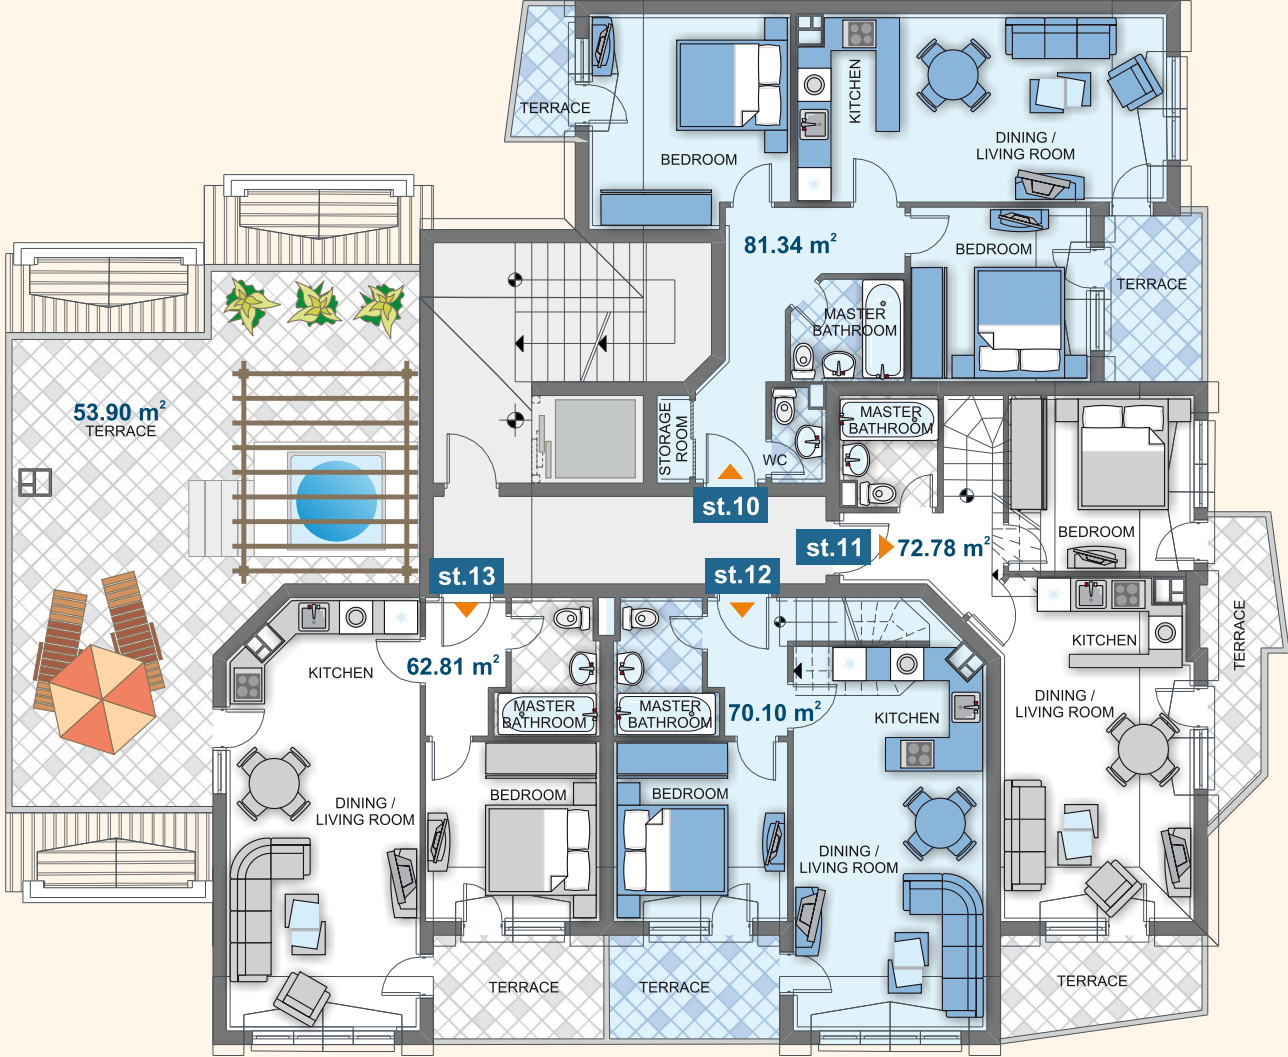 TERRACE
BEDROOM
KITCHEN
DINING /
LIVING ROOM
81.34 m²
BEDROOM
TERRACE
MASTER
BATHROOM
53.90 m²
TERRACE
STORAGE
ROOM
WC
MASTER
BATHROOM
st.10
BEDROOM
st.11
72.78 m²
st.13
st.12
TERRACE
KITCHEN
62.81 m²
KITCHEN
DINING /
LIVING ROOM
MASTER
BATHROOM
MASTER
BATHROOM
70.10 m²
KITCHEN
BEDROOM
BEDROOM
DINING /
LIVING ROOM
DINING /
LIVING ROOM
TERRACE
TERRACE
TERRACE